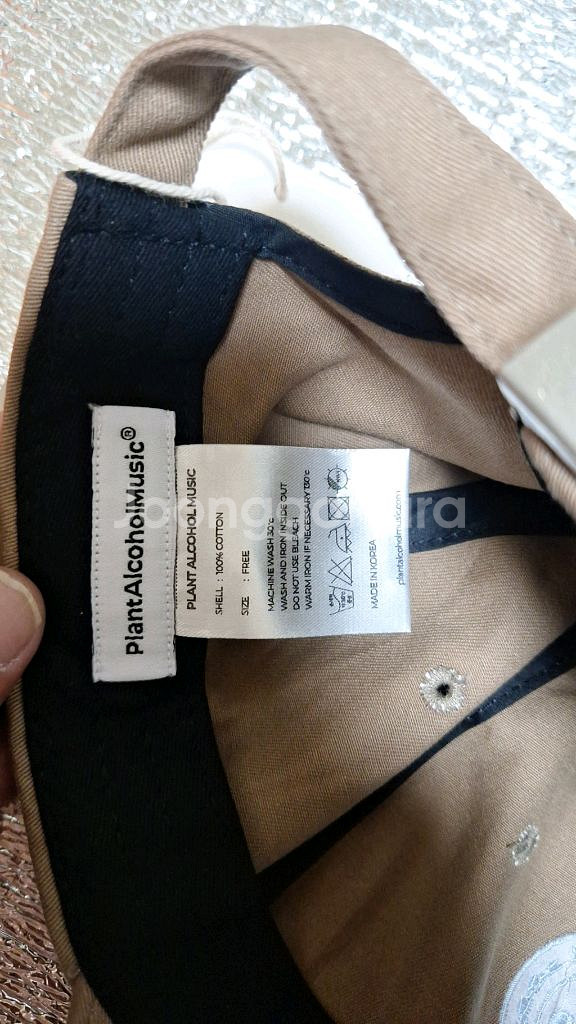 PlantAlcoholMusic®
PLANT ALCOHOL MUSIC
SHELL : 100% COTTON
SIZE : FREE
MACHINE WASH 30°c
WASH AND IRON INSIDE OUT
DO NOT USE BLEACH
WARM IRON IF NECESSARY 130°c
MADE IN KOREA
plantalcoholmusic.com
joongonara